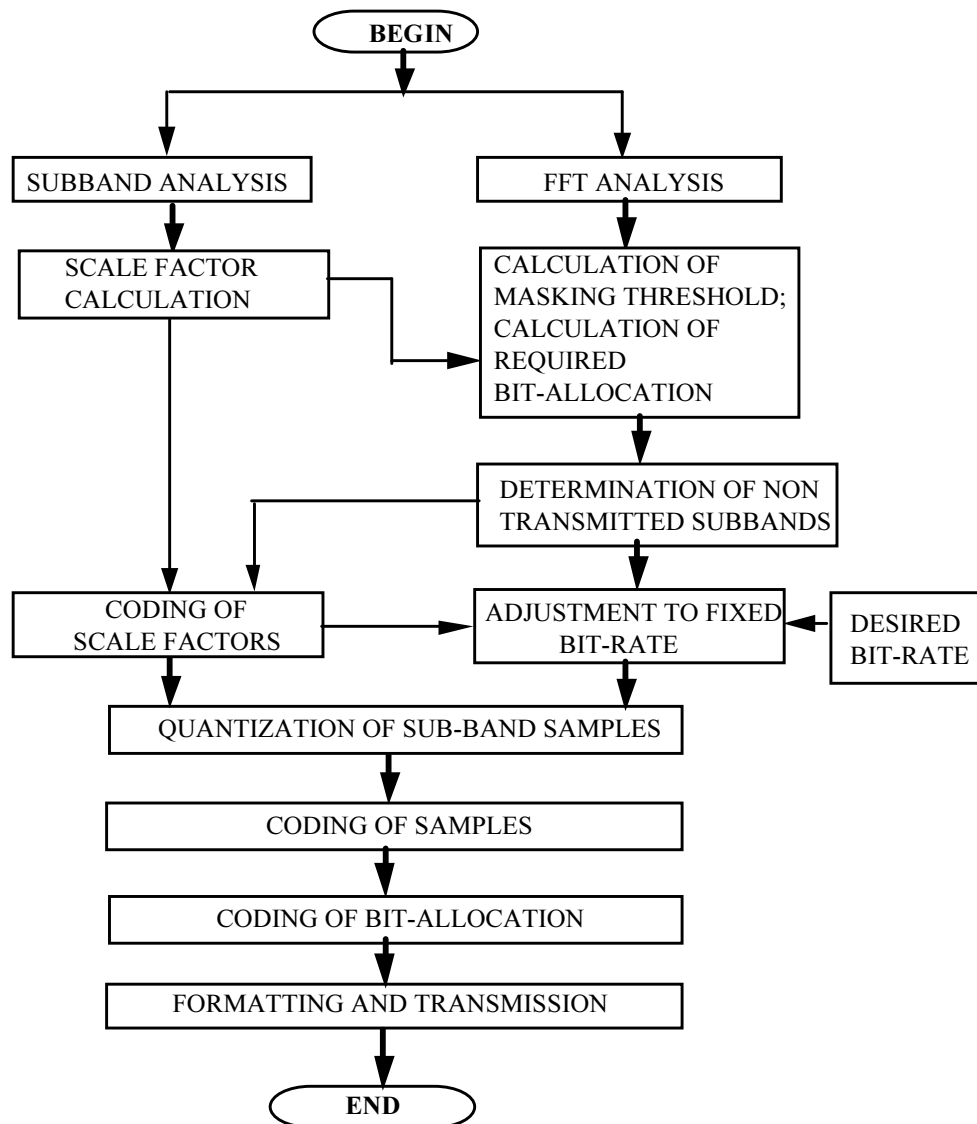 BEGIN
SUBBAND ANALYSIS
FFT ANALYSIS
SCALE FACTOR
CALCULATION
CALCULATION OF
MASKING THRESHOLD;
CALCULATION OF
REQUIRED
BIT-ALLOCATION
DETERMINATION OF NON
TRANSMITTED SUBBANDS
CODING OF
SCALE FACTORS
ADJUSTMENT TO FIXED
BIT-RATE
DESIRED
BIT-RATE
QUANTIZATION OF SUB-BAND SAMPLES
CODING OF SAMPLES
CODING OF BIT-ALLOCATION
FORMATTING AND TRANSMISSION
END